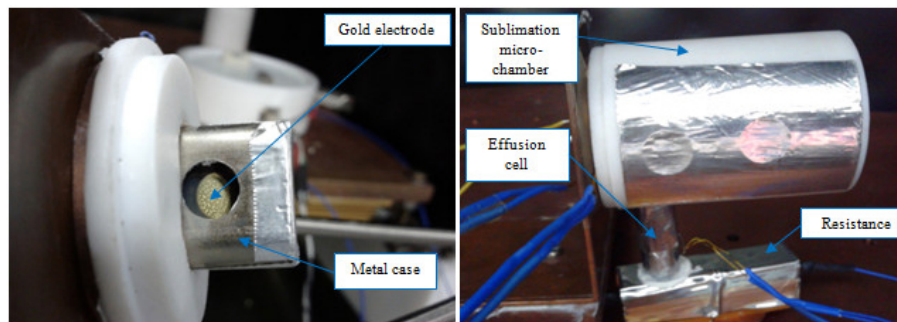 Gold electrode
Metal case
Sublimation
micro-
chamber
Effusion
cell
Resistance